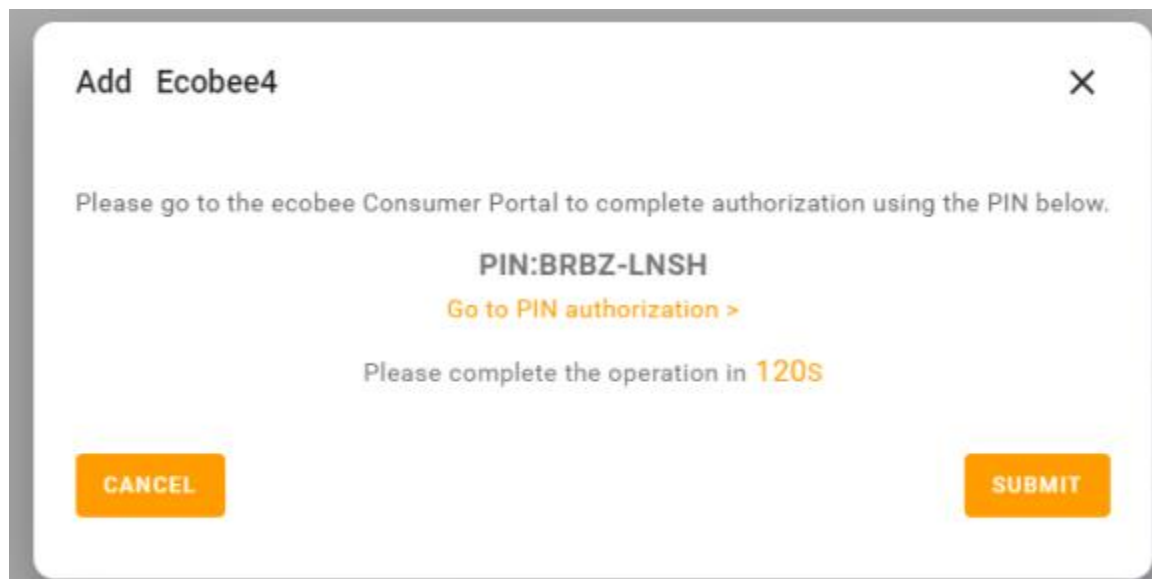 Add Ecobee4
Please go to the ecobee Consumer Portal to complete authorization using the PIN below.
PIN:BRBZ-LNSH
Go to PIN authorization >
Please complete the operation in 120s
CANCEL
SUBMIT